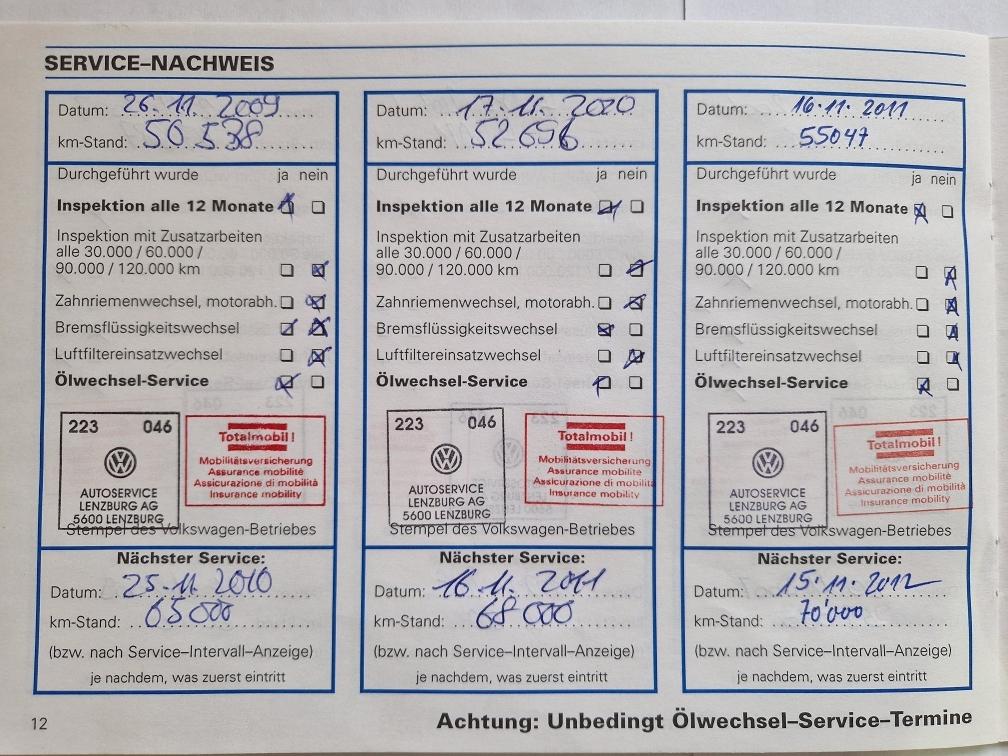 SERVICE–NACHWEIS
Datum: 26.11.2009
km-Stand: 50 538
Durchgeführt wurde ja nein
Inspektion alle 12 Monate
Inspektion mit Zusatzarbeiten
alle 30.000 / 60.000 /
90.000 / 120.000 km
Zahnriemenwechsel, motorabh.
Bremsflüssigkeitswechsel
Luftfiltereinsatzwechsel
Ölwechsel-Service
223 046
AUTOSERVICE
LENZBURG AG
5600 LENZBURG
Totalmobil!
Mobilitätsversicherung
Assurance mobilité
Assicurazione di mobilità
Insurance mobility
Stempel des Volkswagen-Betriebes
Nächster Service:
Datum: 25.11.2010
km-Stand: 65 000
(bzw. nach Service–Intervall–Anzeige)
je nachdem, was zuerst eintritt
Datum: 17.11.2010
km-Stand: 52 696
Durchgeführt wurde ja nein
Inspektion alle 12 Monate
Inspektion mit Zusatzarbeiten
alle 30.000 / 60.000 /
90.000 / 120.000 km
Zahnriemenwechsel, motorabh.
Bremsflüssigkeitswechsel
Luftfiltereinsatzwechsel
Ölwechsel-Service
223 046
AUTOSERVICE
LENZBURG AG
5600 LENZBURG
Totalmobil!
Mobilitätsversicherung
Assurance mobilité
Assicurazione di mobilità
Insurance mobility
Stempel des Volkswagen-Betriebes
Nächster Service:
Datum: 16.11.2011
km-Stand: 68 000
(bzw. nach Service–Intervall–Anzeige)
je nachdem, was zuerst eintritt
Datum: 16.11.2011
km-Stand: 55047
Durchgeführt wurde ja nein
Inspektion alle 12 Monate
Inspektion mit Zusatzarbeiten
alle 30.000 / 60.000 /
90.000 / 120.000 km
Zahnriemenwechsel, motorabh.
Bremsflüssigkeitswechsel
Luftfiltereinsatzwechsel
Ölwechsel-Service
223 046
AUTOSERVICE
LENZBURG AG
5600 LENZBURG
Totalmobil!
Mobilitätsversicherung
Assurance mobilité
Assicurazione di mobilità
Insurance mobility
Stempel des Volkswagen-Betriebes
Nächster Service:
Datum: 15.11.2012
km-Stand: 70'000
(bzw. nach Service–Intervall–Anzeige)
je nachdem, was zuerst eintritt
12
Achtung: Unbedingt Ölwechsel–Service–Termine